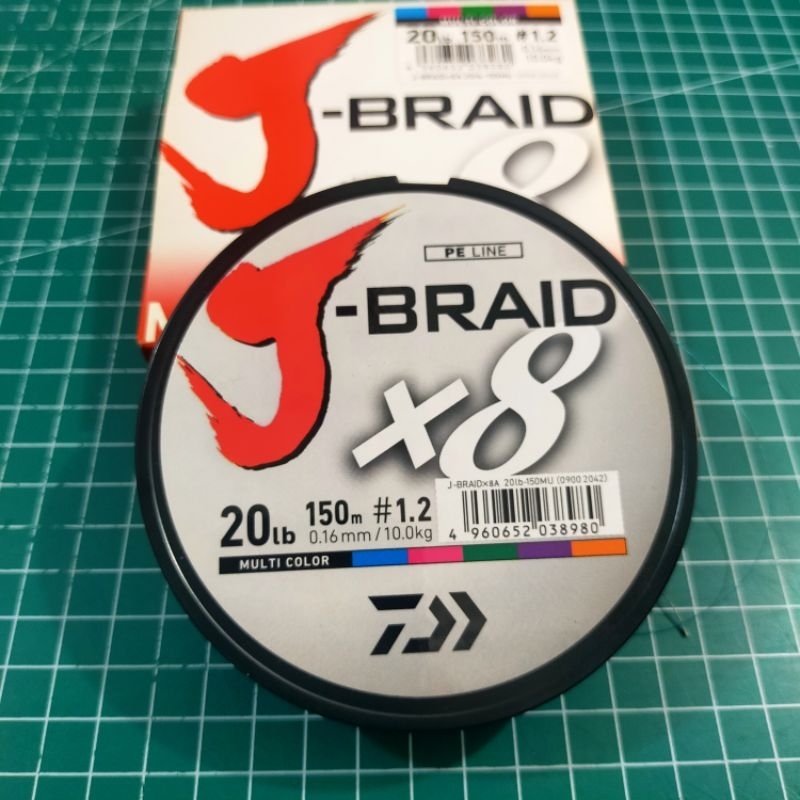 20lb 150m #1.2
J-BRAID
8
PE LINE
J-BRAID
x8
J-BRAID×8A 20lb-150MU (0900 2042)
20lb 150m #1.2
0.16mm/10.0kg
4 960652 038980
MULTI COLOR